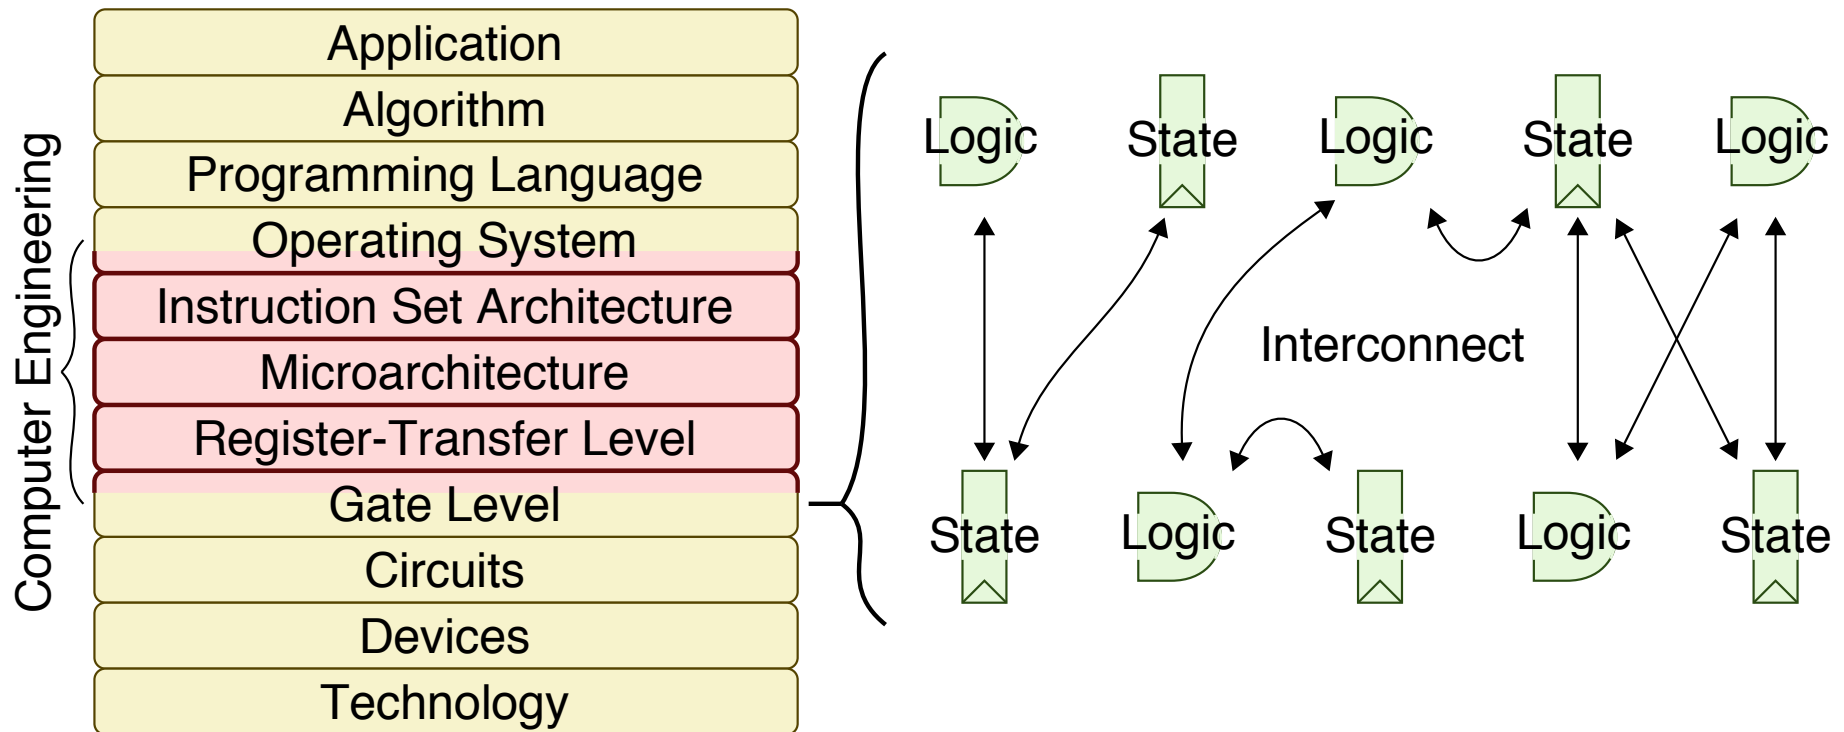 Computer Engineering
Application
Algorithm
Programming Language
Operating System
Instruction Set Architecture
Microarchitecture
Register-Transfer Level
Gate Level
Circuits
Devices
Technology
Logic State Logic State Logic
Interconnect
State Logic State Logic State